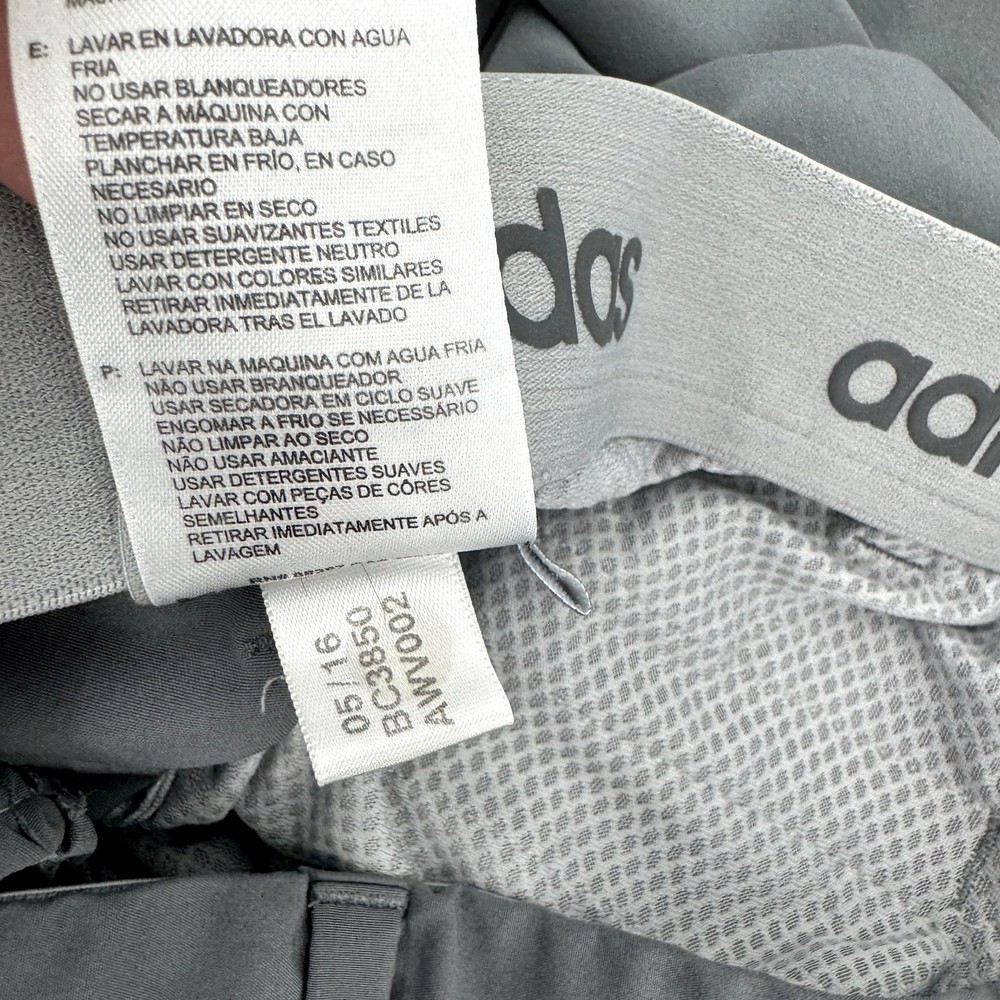 E: LAVAR EN LAVADORA CON AGUA
FRIA
NO USAR BLANQUEADORES
SECAR A MÁQUINA CON
TEMPERATURA BAJA
PLANCHAR EN FRÍO, EN CASO
NECESARIO
NO LIMPIAR EN SECO
NO USAR SUAVIZANTES TEXTILES
USAR DETERGENTE NEUTRO
LAVAR CON COLORES SIMILARES
RETIRAR INMEDIATAMENTE DE LA
LAVADORA TRAS EL LAVADO
P: LAVAR NA MAQUINA COM AGUA FRIA
NÃO USAR BRANQUEADOR
USAR SECADORA EM CICLO SUAVE
ENGOMAR A FRIO SE NECESSÁRIO
NÃO LIMPAR AO SECO
NÃO USAR AMACIANTE
USAR DETERGENTES SUAVES
LAVAR COM PEÇAS DE CÔRES
SEMELHANTES
RETIRAR IMEDIATAMENTE APÓS A
LAVAGEM
RN#
05/16
BC3850
AWV002
das
adi